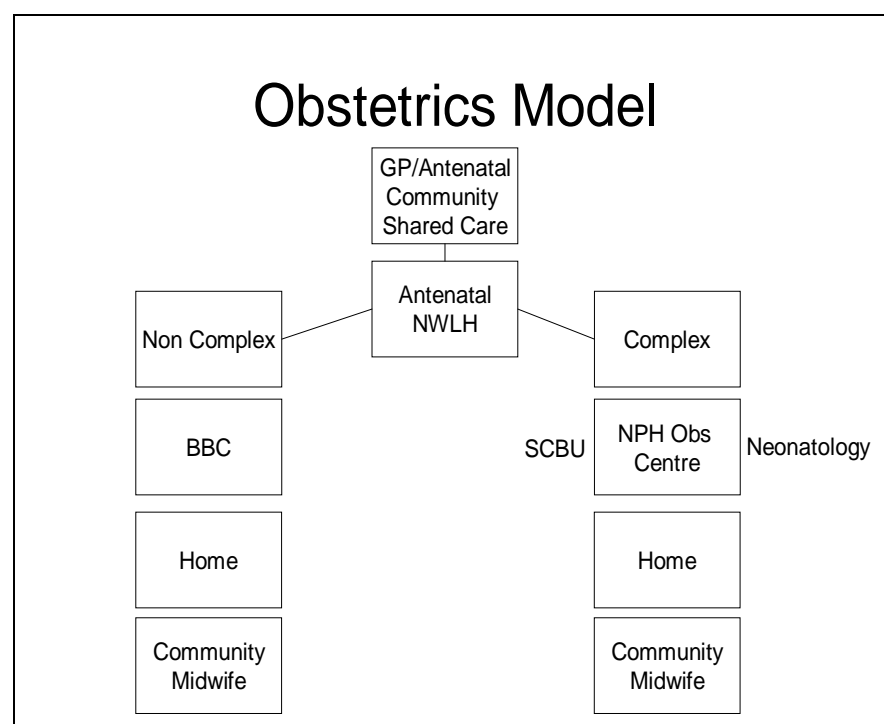 Obstetrics Model
GP/Antenatal
Community
Shared Care
Antenatal
NWLH
Non Complex
Complex
BBC
SCBU
NPH Obs
Centre
Neonatology
Home
Home
Community
Midwife
Community
Midwife